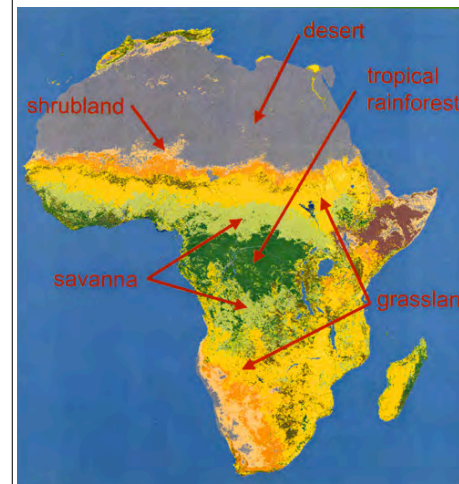 desert
tropical
rainforest
shrubland
savanna
grasslan